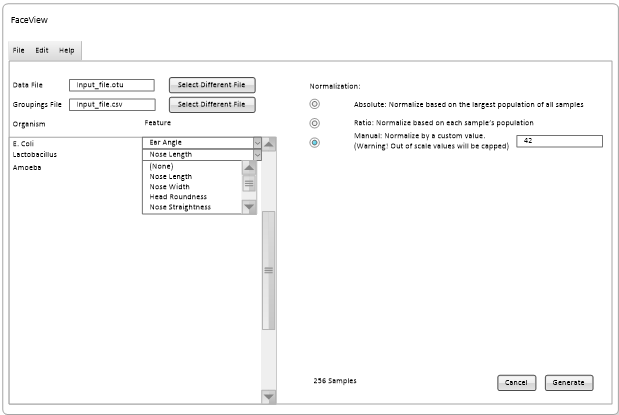 FaceView
File Edit Help
Data File Input_file.otu Select Different File
Groupings File Input_file.csv Select Different File
Organism Feature
E. Coli Ear Angle
Lactobacillus Nose Length
Amoeba (None)
Nose Length
Nose Width
Head Roundness
Nose Straightness
Normalization:
Absolute: Normalize based on the largest population of all samples
Ratio: Normalize based on each sample's population
Manual: Normalize by a custom value.
(Warning! Out of scale values will be capped) 42
256 Samples Cancel Generate